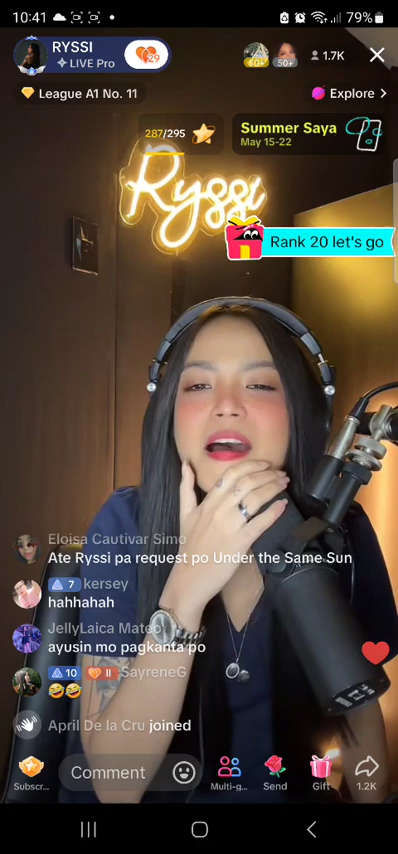 10:41
79%
RYSSI
LIVE Pro
29
60+
50+
1.7K
League A1 No. 11
Explore >
287/295
Summer Saya
May 15-22
Ryssi
Rank 20 let's go
Eloisa Cautivar Simo
Ate Ryssi pa request po Under the Same Sun
7 kersey
hahhahah
JellyLaica Mateo
ayusin mo pagkanta po
10 II SayreneG
🤣🤣
April De la Cru joined
Comment
Subscr...
Multi-g...
Send
Gift
1.2K